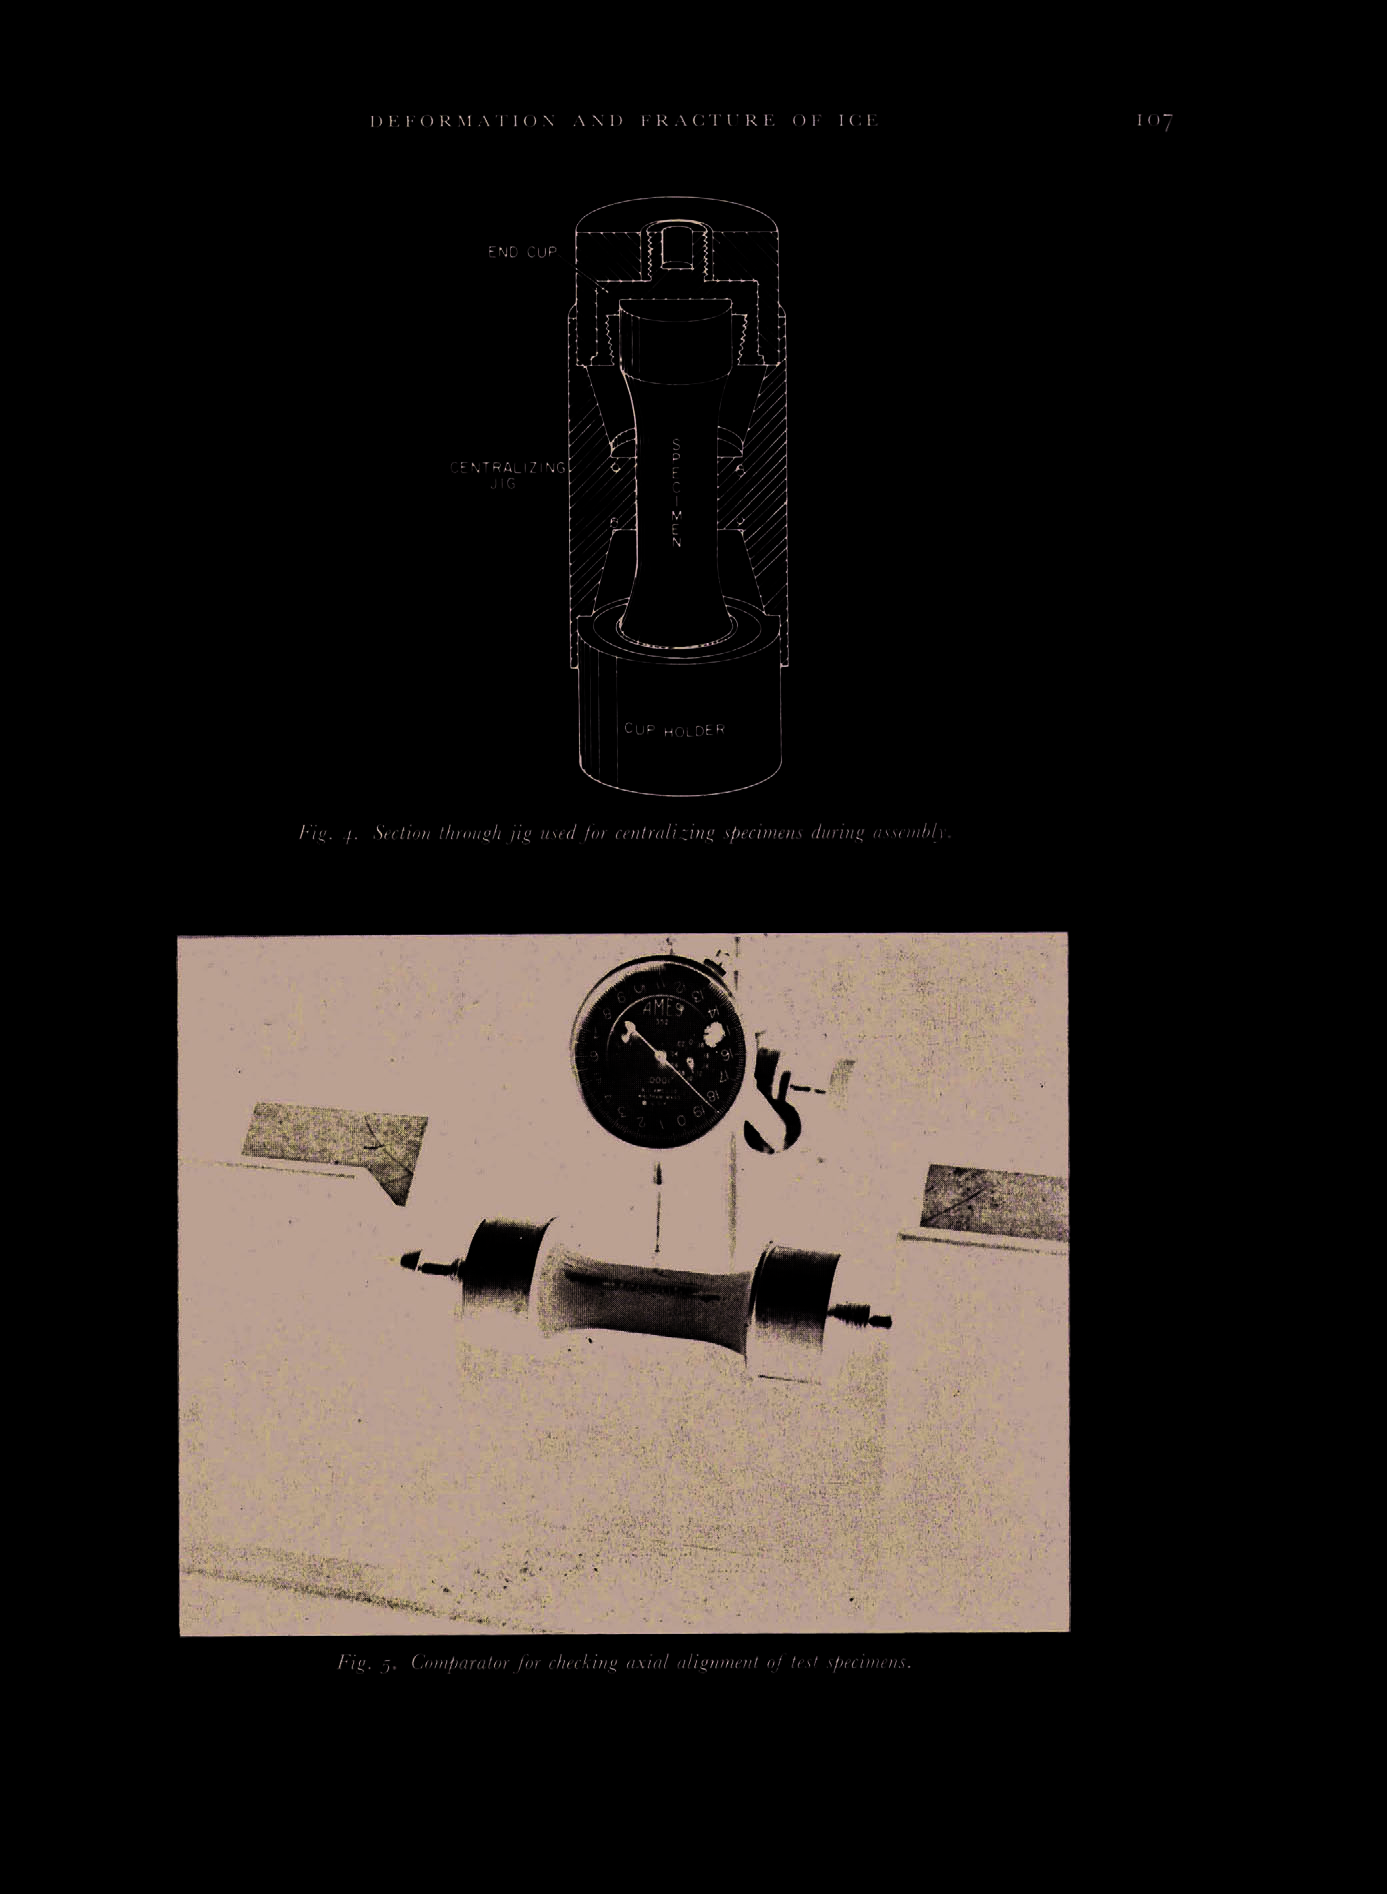 DEFORMATION AND FRACTURE OF ICE 107
END CUP
CENTRALIZING
JIG
SPECIMEN
CUP HOLDER
Fig. 4. Section through jig used for centralizing specimens during assembly.
AMES
Fig. 5. Comparator for checking axial alignment of test specimens.